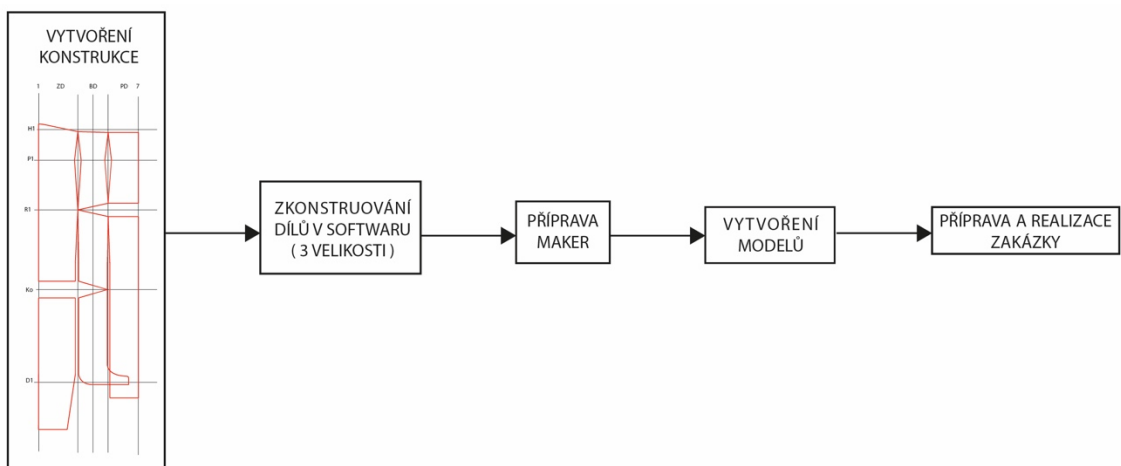 VYTVOŘENÍ
KONSTRUKCE
1 ZD BD PD 7
H1
P1
R1
Ko
D1
ZKONSTRUOVÁNÍ
DÍLŮ V SOFTWARU
( 3 VELIKOSTI )
PŘÍPRAVA
MAKER
VYTVOŘENÍ
MODELŮ
PŘÍPRAVA A REALIZACE
ZAKÁZKY